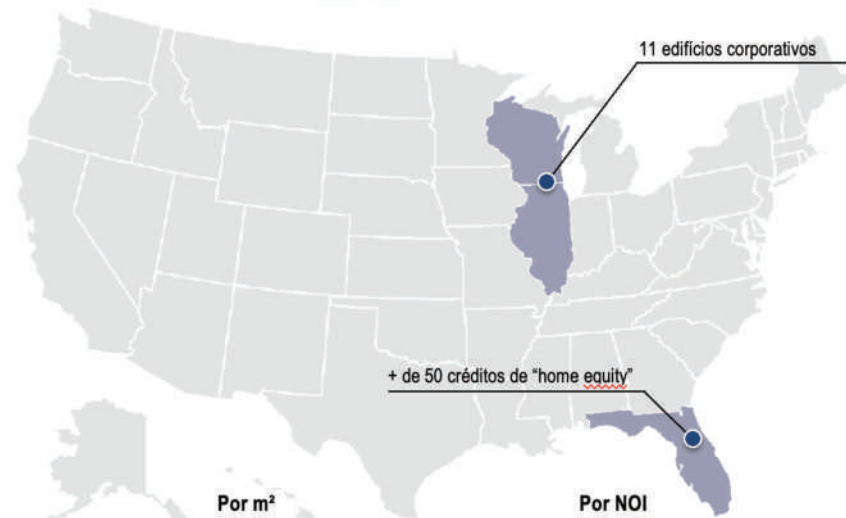 11 edifícios corporativos
+ de 50 créditos de “home equity”
Por m² Por NOI